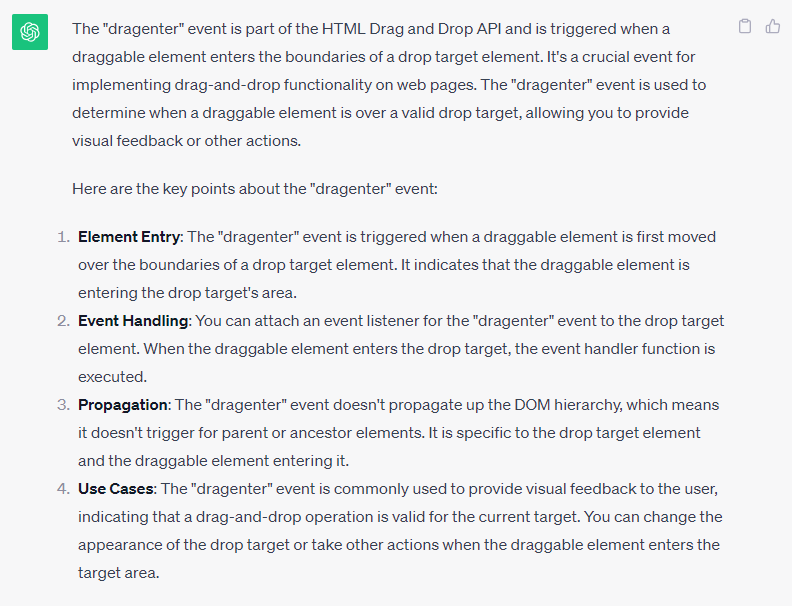 The "dragenter" event is part of the HTML Drag and Drop API and is triggered when a
draggable element enters the boundaries of a drop target element. It's a crucial event for
implementing drag-and-drop functionality on web pages. The "dragenter" event is used to
determine when a draggable element is over a valid drop target, allowing you to provide
visual feedback or other actions.
Here are the key points about the "dragenter" event:
1. Element Entry: The "dragenter" event is triggered when a draggable element is first moved
over the boundaries of a drop target element. It indicates that the draggable element is
entering the drop target's area.
2. Event Handling: You can attach an event listener for the "dragenter" event to the drop target
element. When the draggable element enters the drop target, the event handler function is
executed.
3. Propagation: The "dragenter" event doesn't propagate up the DOM hierarchy, which means
it doesn't trigger for parent or ancestor elements. It is specific to the drop target element
and the draggable element entering it.
4. Use Cases: The "dragenter" event is commonly used to provide visual feedback to the user,
indicating that a drag-and-drop operation is valid for the current target. You can change the
appearance of the drop target or take other actions when the draggable element enters the
target area.